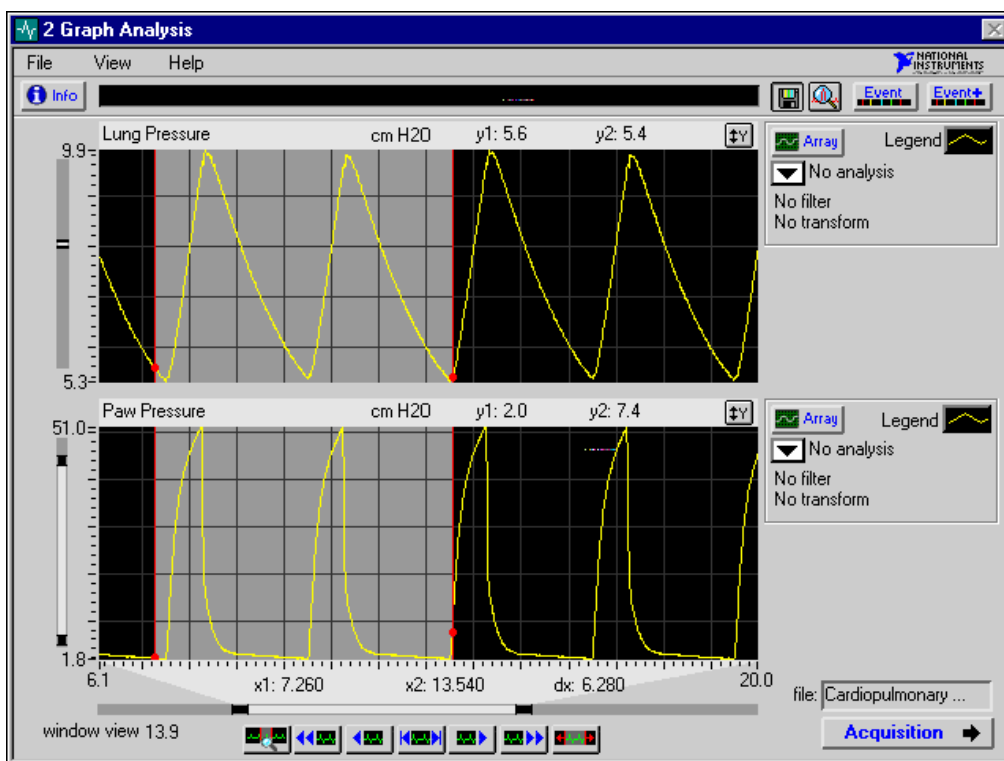 2 Graph Analysis
File View Help
NATIONAL INSTRUMENTS
Info Event Event+
Lung Pressure cm H2O y1: 5.6 y2: 5.4 Y
9.9
5.3
Array Legend
No analysis
No filter
No transform
Paw Pressure cm H2O y1: 2.0 y2: 7.4 Y
51.0
1.8
Array Legend
No analysis
No filter
No transform
6.1 x1: 7.260 x2: 13.540 dx: 6.280 20.0
file: Cardiopulmonary ...
window view 13.9
Acquisition